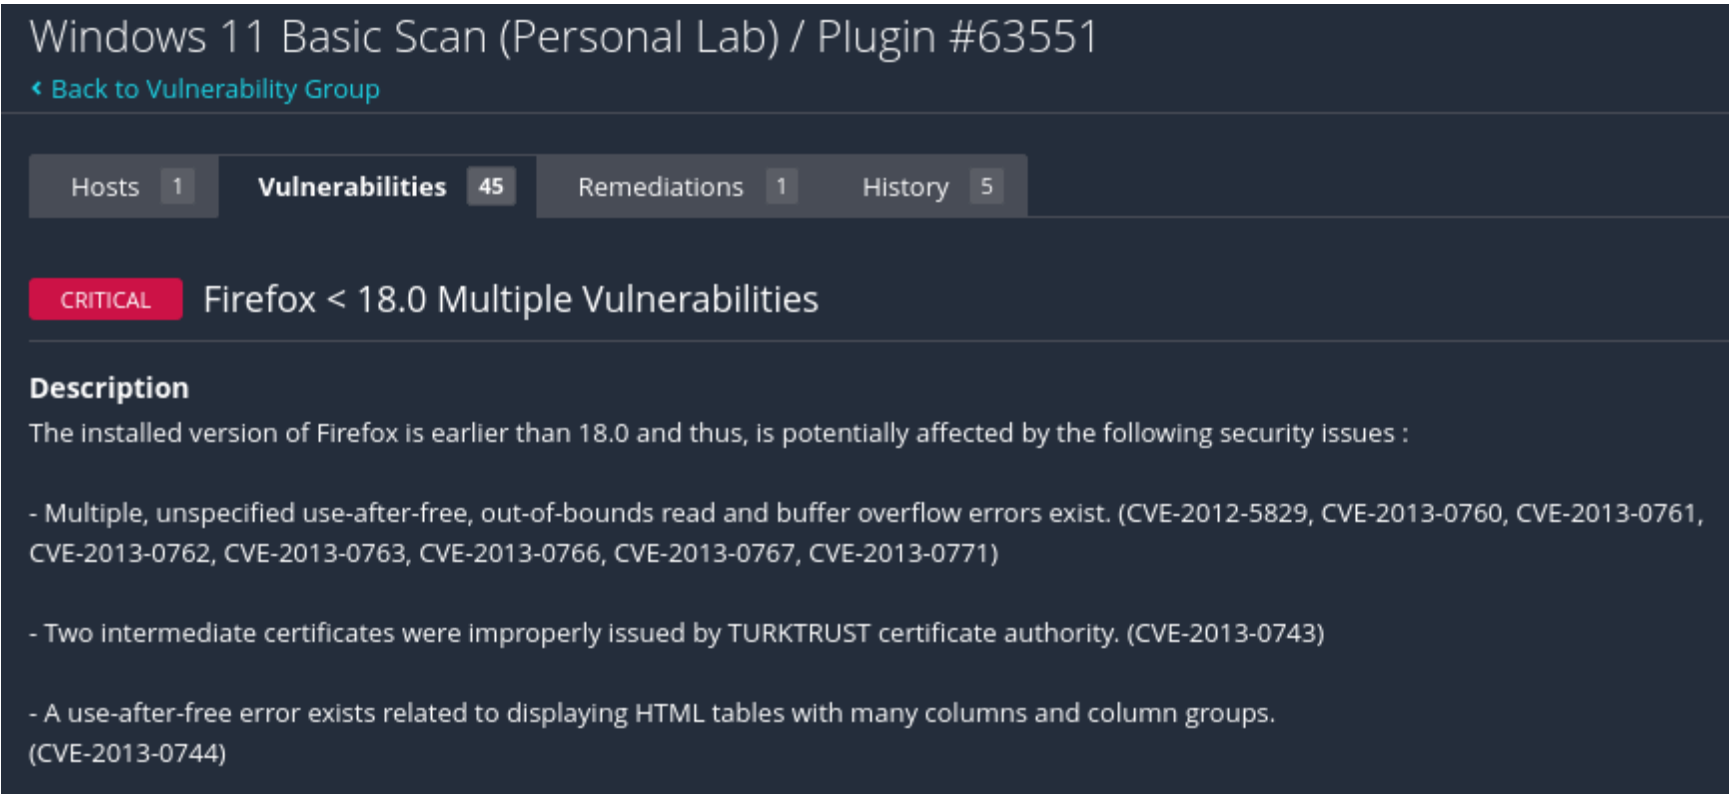 Windows 11 Basic Scan (Personal Lab) / Plugin #63551
‹ Back to Vulnerability Group
Hosts 1 Vulnerabilities 45 Remediations 1 History 5
CRITICAL Firefox < 18.0 Multiple Vulnerabilities
Description
The installed version of Firefox is earlier than 18.0 and thus, is potentially affected by the following security issues :
- Multiple, unspecified use-after-free, out-of-bounds read and buffer overflow errors exist. (CVE-2012-5829, CVE-2013-0760, CVE-2013-0761,
CVE-2013-0762, CVE-2013-0763, CVE-2013-0766, CVE-2013-0767, CVE-2013-0771)
- Two intermediate certificates were improperly issued by TURKTRUST certificate authority. (CVE-2013-0743)
- A use-after-free error exists related to displaying HTML tables with many columns and column groups.
(CVE-2013-0744)